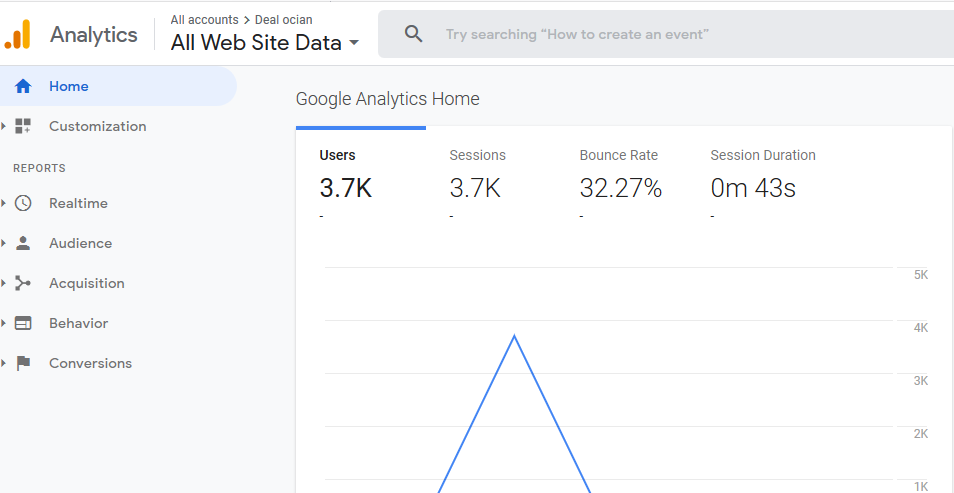 Analytics
All accounts > Deal ocian
All Web Site Data
Try searching “How to create an event”
Home
Customization
REPORTS
Realtime
Audience
Acquisition
Behavior
Conversions
Google Analytics Home
Users Sessions Bounce Rate Session Duration
3.7K 3.7K 32.27% 0m 43s
- - - -
5K
4K
3K
2K
1K